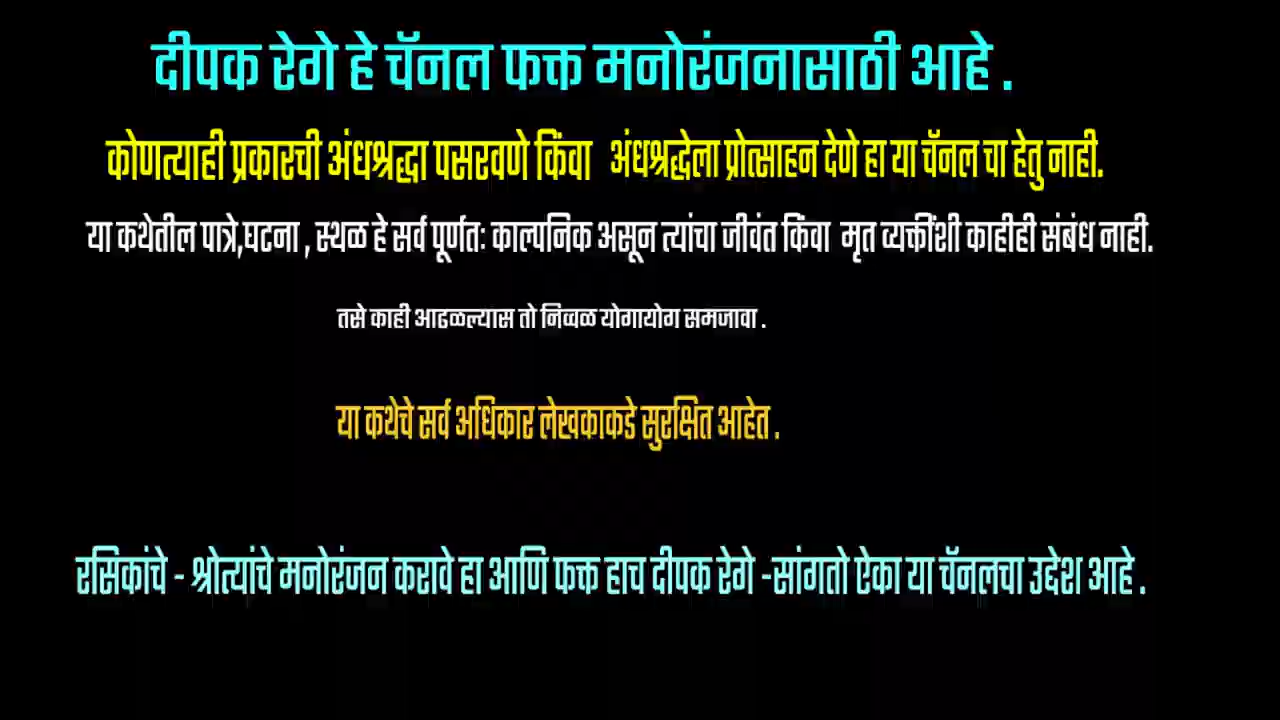 दीपक रेगे हे चॅनल फक्त मनोरंजनासाठी आहे .
कोणत्याही प्रकारची अंधश्रद्धा पसरवणे किंवा अंधश्रद्धेला प्रोत्साहन देणे हा या चॅनल चा हेतु नाही.
या कथेतील पात्रे,घटना , स्थळ हे सर्व पूर्णतः काल्पनिक असून त्यांचा जीवंत किंवा मृत व्यक्तींशी काहीही संबंध नाही.
तसे काही आढळल्यास तो निव्वळ योगायोग समजावा .
या कथेचे सर्व अधिकार लेखकाकडे सुरक्षित आहेत .
रसिकांचे - श्रोत्यांचे मनोरंजन करावे हा आणि फक्त हाच दीपक रेगे -सांगतो ऐका या चॅनलचा उद्देश आहे .